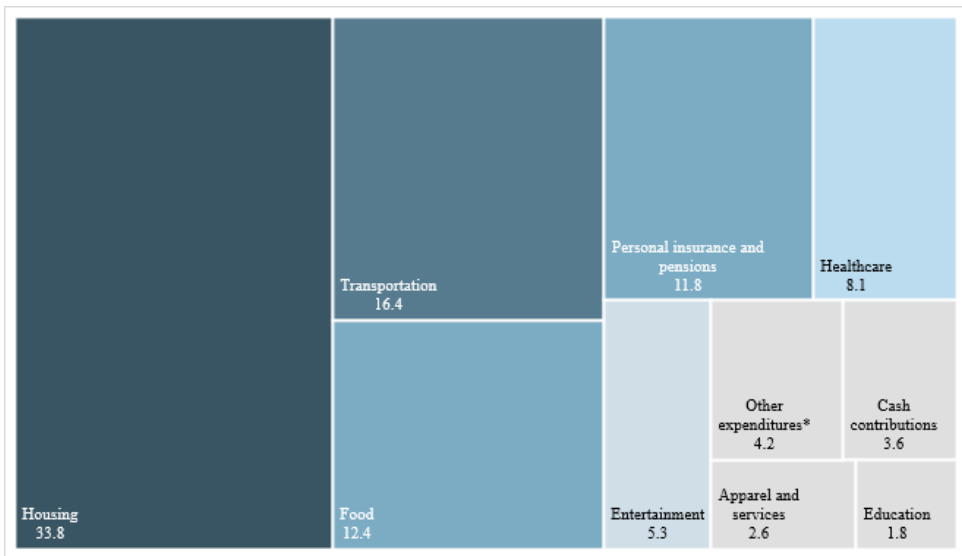 Housing
33.8
Transportation
16.4
Food
12.4
Personal insurance and
pensions
11.8
Healthcare
8.1
Entertainment
5.3
Other
expenditures*
4.2
Cash
contributions
3.6
Apparel and
services
2.6
Education
1.8